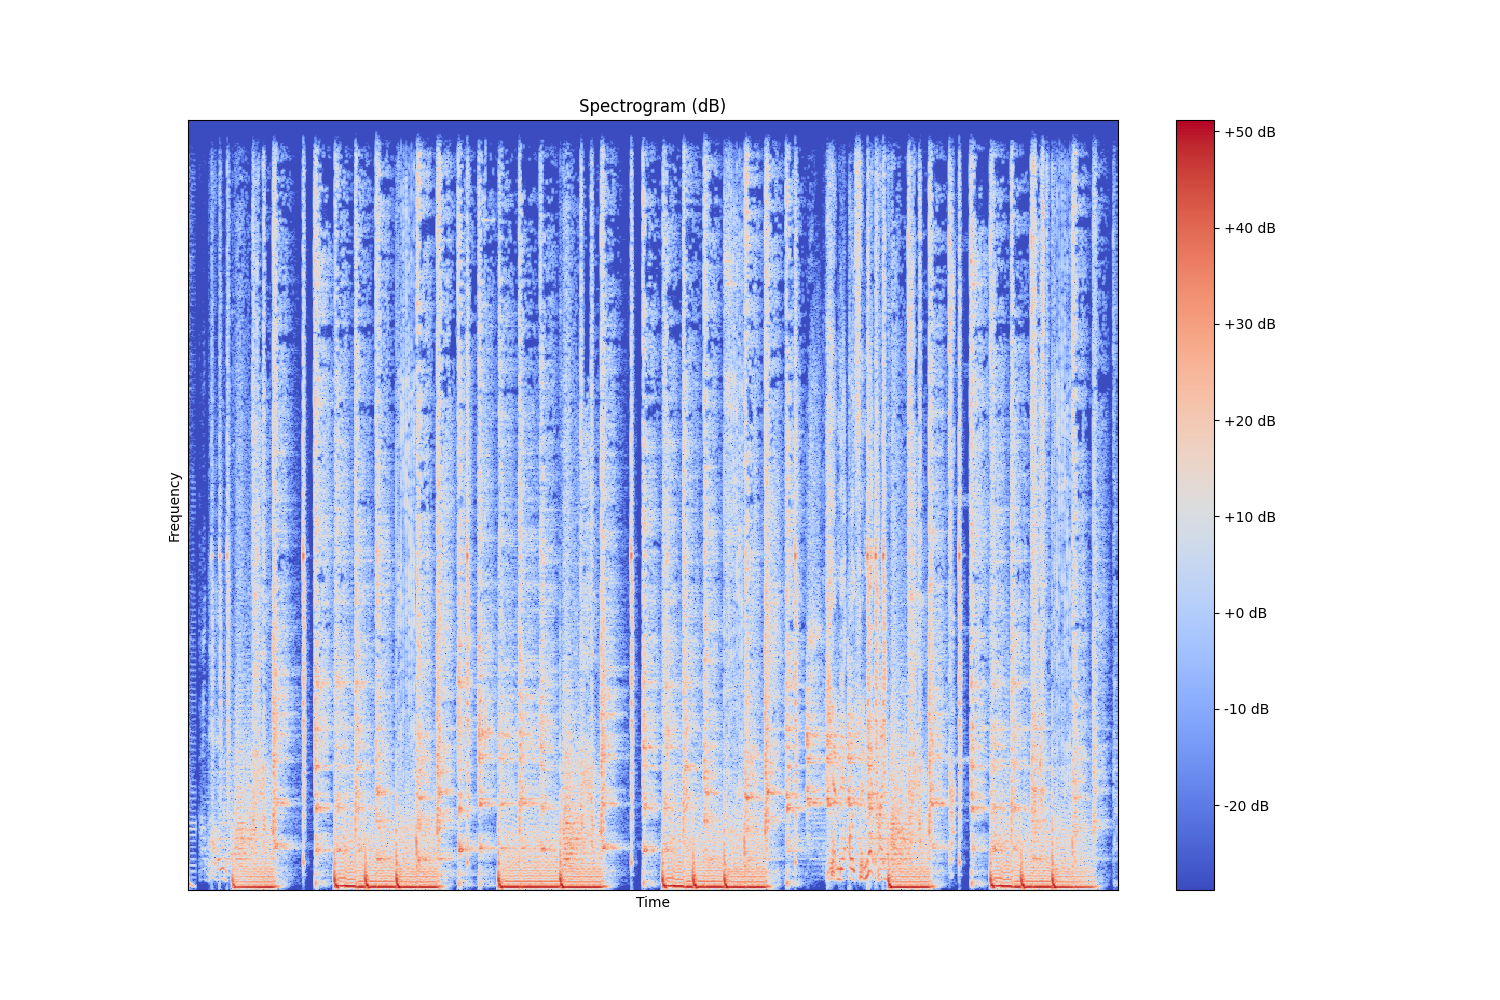 Spectrogram (dB)
+50 dB
+40 dB
+30 dB
+20 dB
+10 dB
+0 dB
-10 dB
-20 dB
Frequency
Time